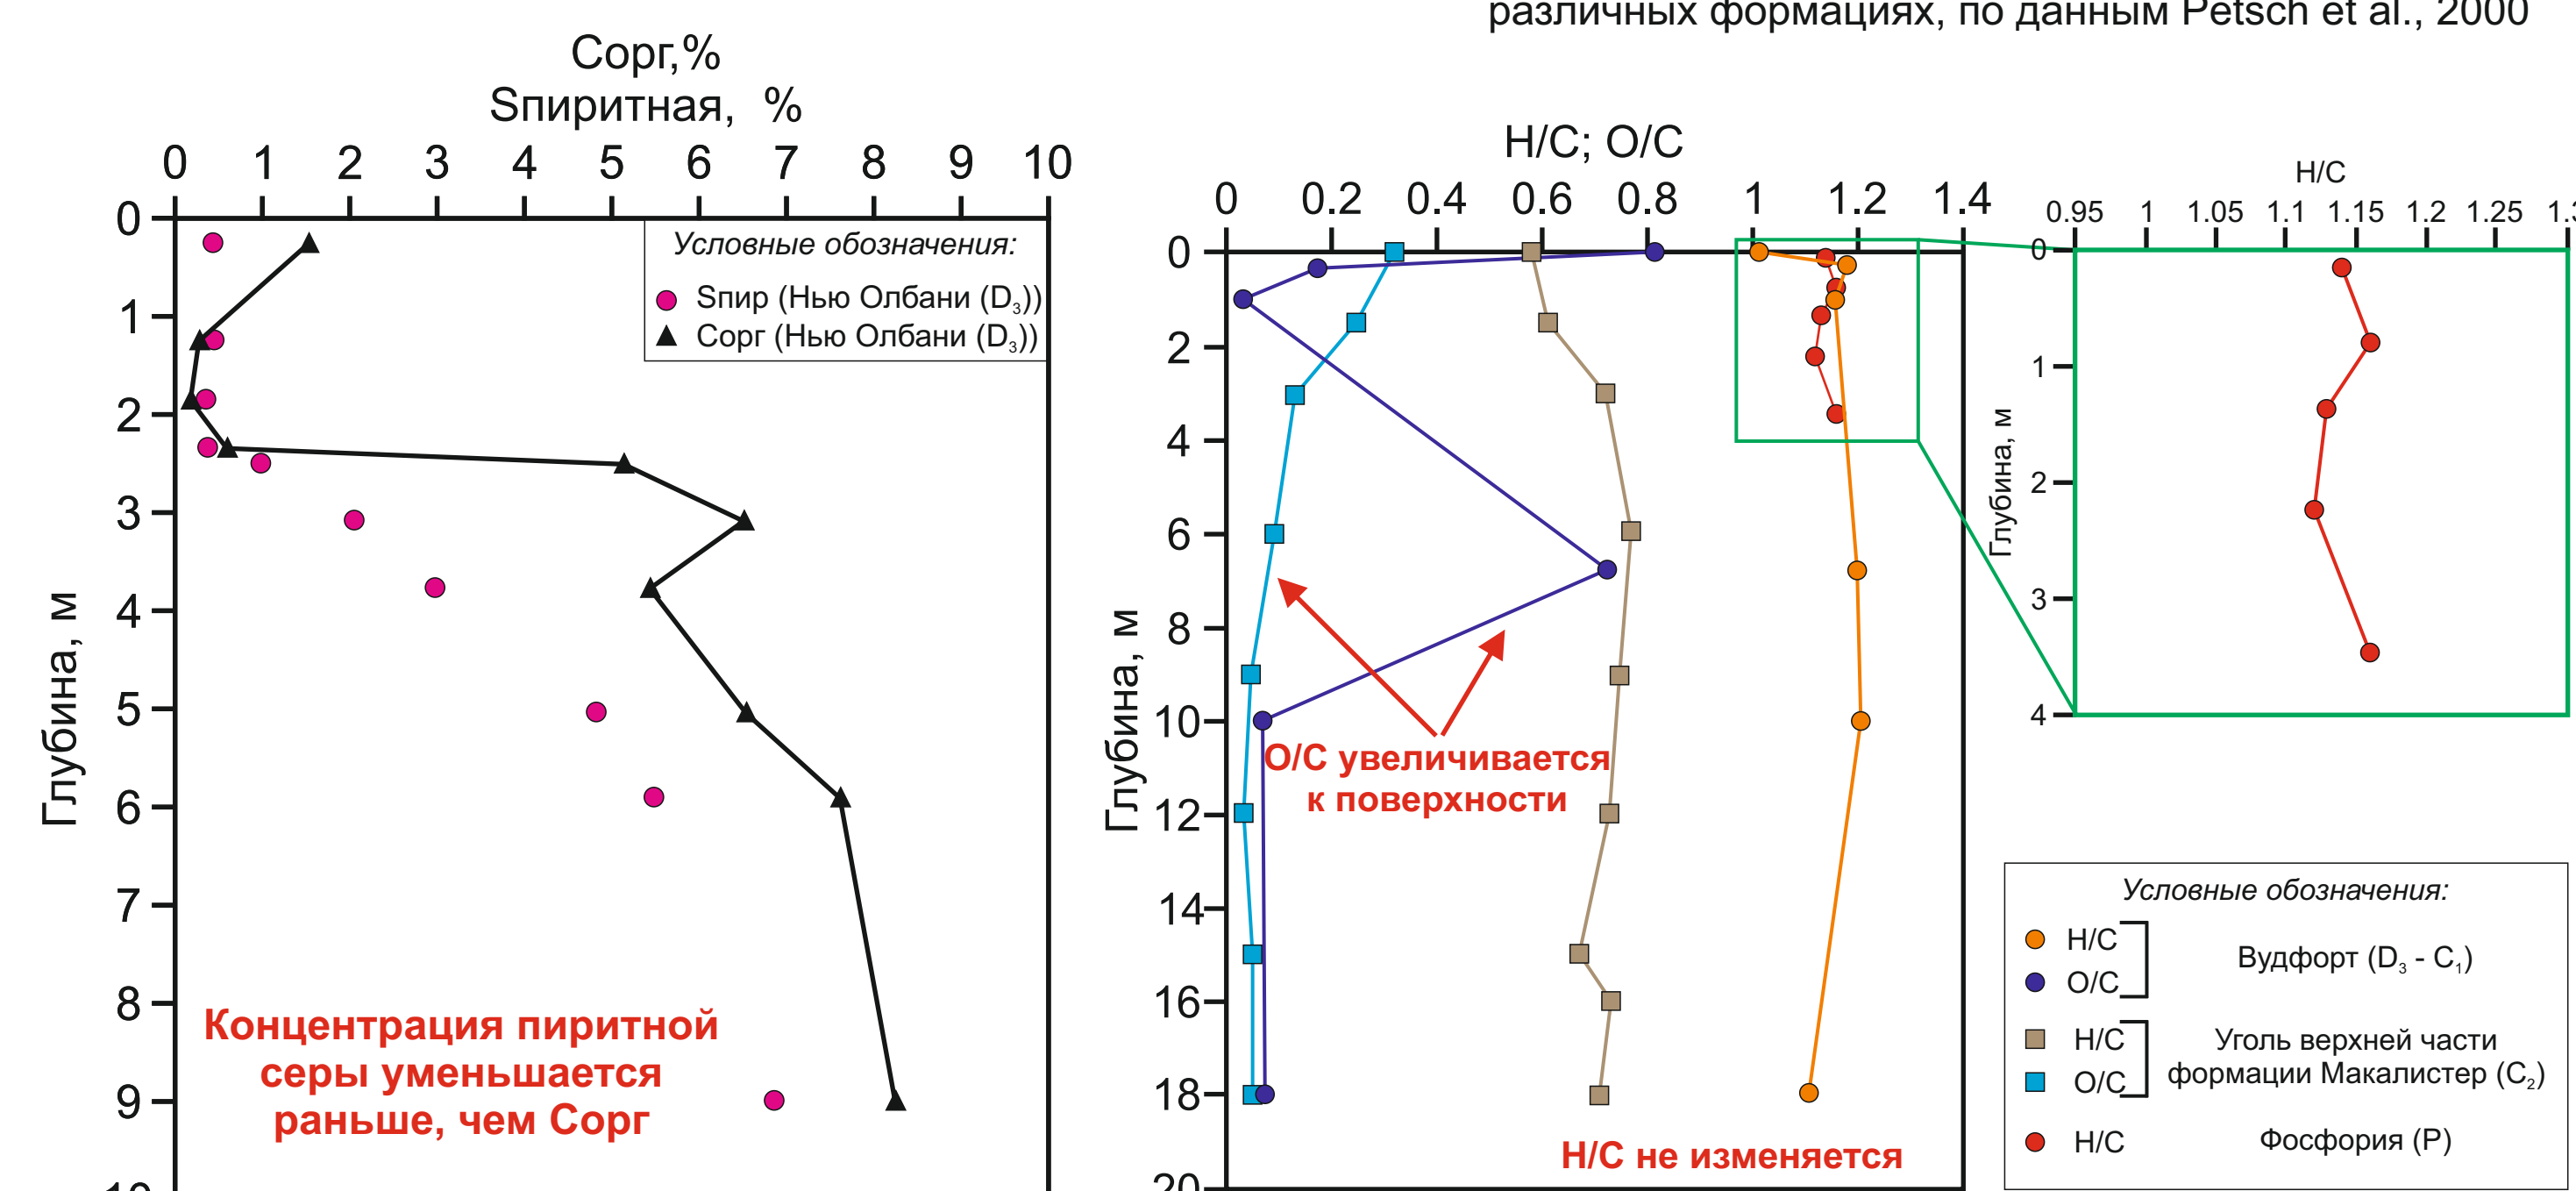 различных формациях, по данным Petsch et al., 2000
Сорг,%
Sпиритная, %
0 1 2 3 4 5 6 7 8 9 10
0
1
2
3
4
5
6
7
8
9
10
Глубина, м
Условные обозначения:
Sпир (Нью Олбани (D₃))
Сорг (Нью Олбани (D₃))
Концентрация пиритной
серы уменьшается
раньше, чем Сорг
Н/С; О/С
0 0.2 0.4 0.6 0.8 1 1.2 1.4
0
2
4
6
8
10
12
14
16
18
20
Глубина, м
О/С увеличивается
к поверхности
Н/С не изменяется
Н/С
0.95 1 1.05 1.1 1.15 1.2 1.25
0
1
2
3
4
Глубина, м
Условные обозначения:
Н/С
О/С
Вудфорт (D₃ - C₁)
Н/С
О/С
Уголь верхней части
формации Макалистер (C₂)
Н/С Фосфория (P)